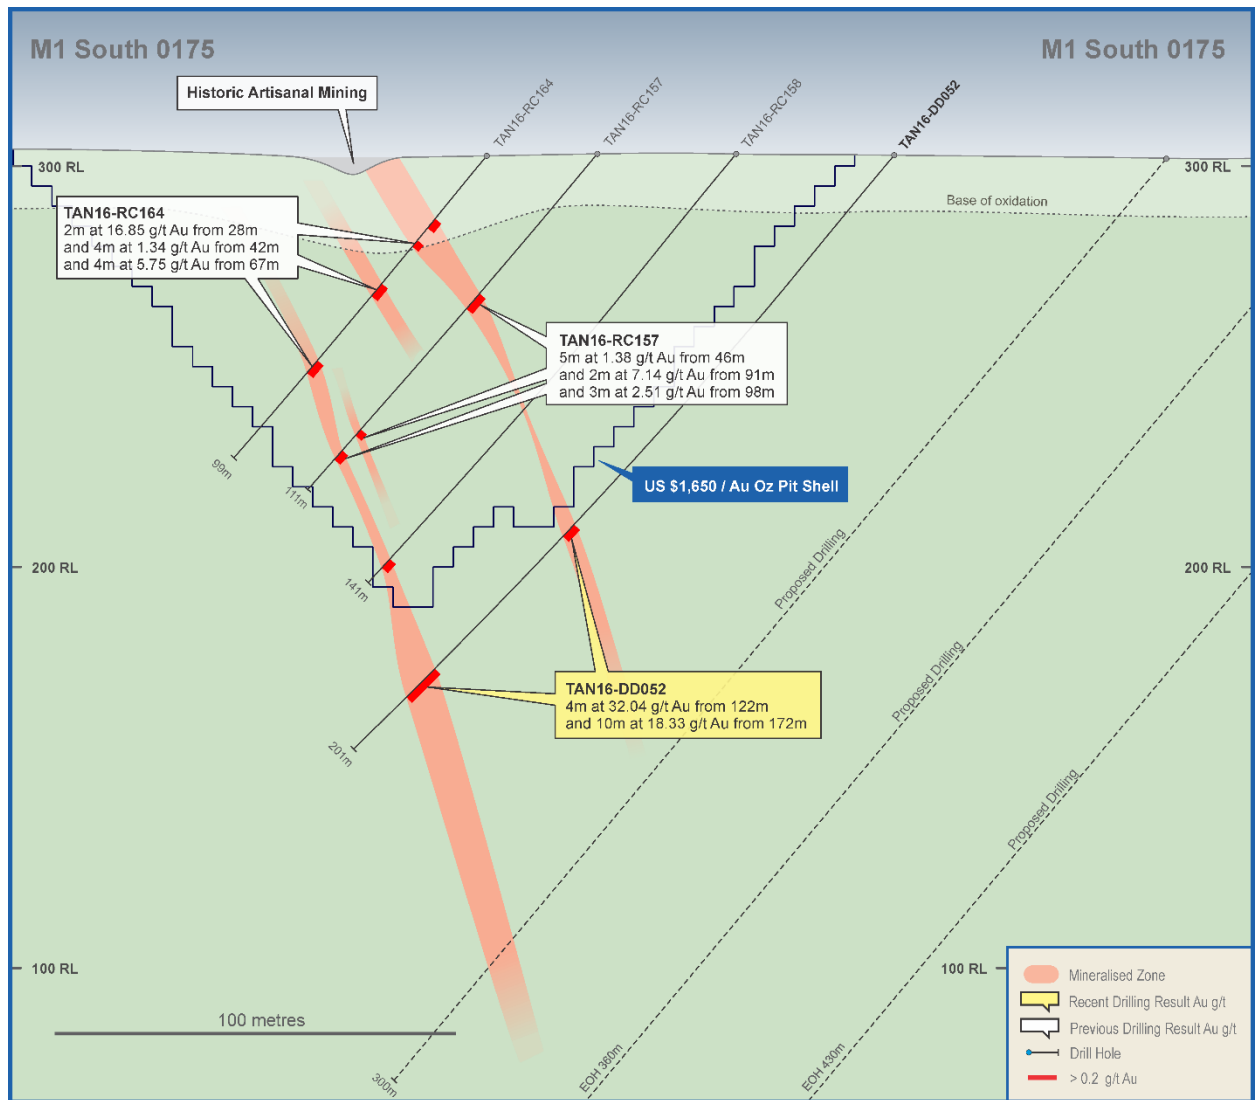 M1 South 0175
M1 South 0175
Historic Artisanal Mining
TAN16-RC164
TAN16-RC157
TAN16-RC158
TAN16-DD052
300 RL
300 RL
Base of oxidation
TAN16-RC164
2m at 16.85 g/t Au from 28m
and 4m at 1.34 g/t Au from 42m
and 4m at 5.75 g/t Au from 67m
TAN16-RC157
5m at 1.38 g/t Au from 46m
and 2m at 7.14 g/t Au from 91m
and 3m at 2.51 g/t Au from 98m
99m
111m
US $1,650 / Au Oz Pit Shell
200 RL
200 RL
141m
Proposed Drilling
TAN16-DD052
4m at 32.04 g/t Au from 122m
and 10m at 18.33 g/t Au from 172m
Proposed Drilling
201m
Proposed Drilling
100 RL
100 RL
100 metres
300m
EOH 360m
EOH 430m
Mineralised Zone
Recent Drilling Result Au g/t
Previous Drilling Result Au g/t
Drill Hole
> 0.2 g/t Au